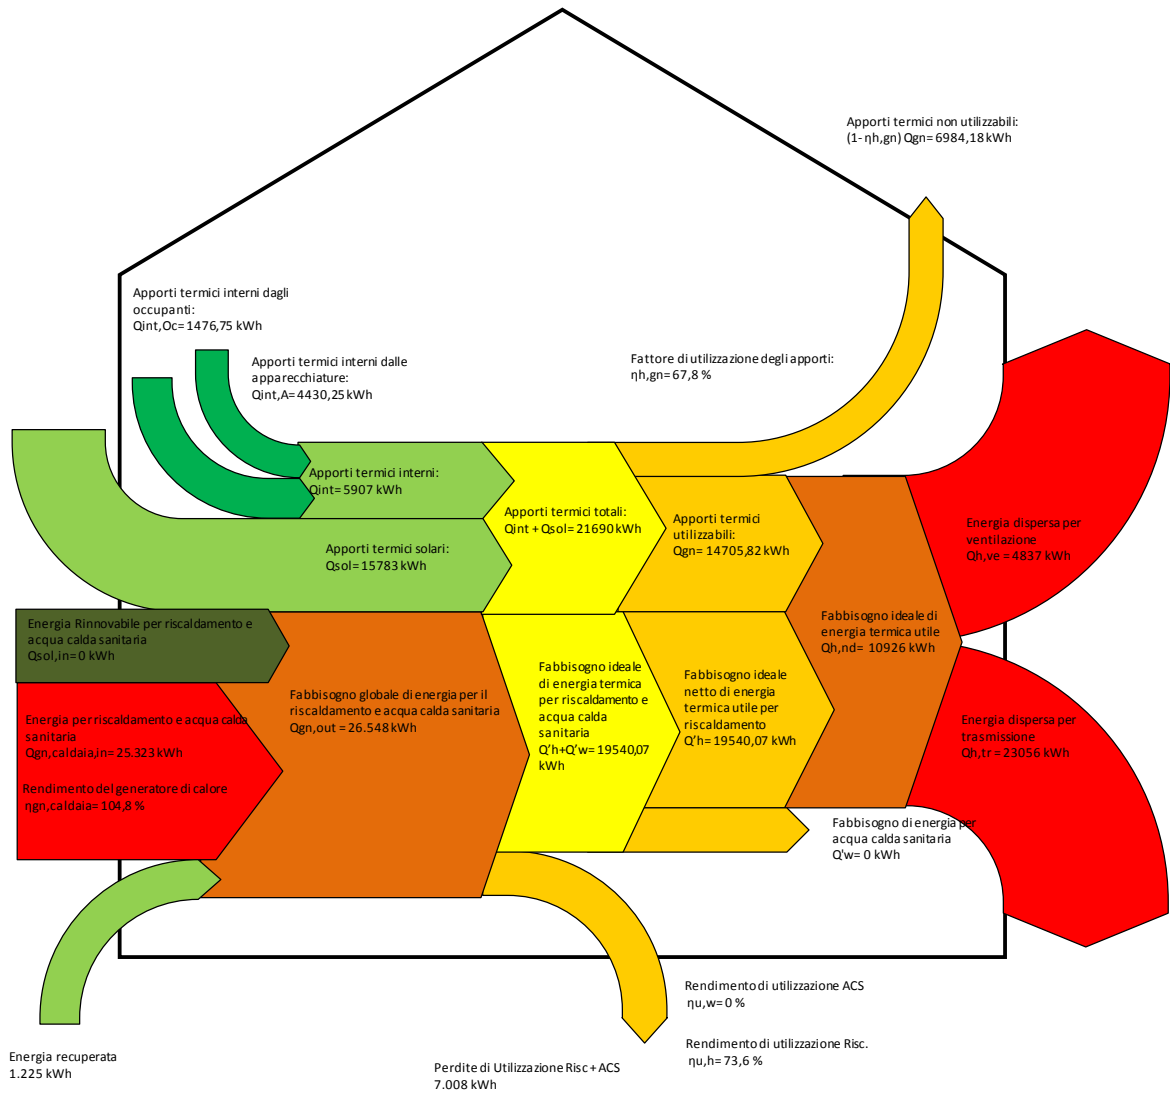 Apporti termici non utilizzabili:
(1- ηh,gn) Qgn= 6984,18 kWh
Apporti termici interni dagli
occupanti:
Qint,Oc= 1476,75 kWh
Apporti termici interni dalle
apparecchiature:
Qint,A= 4430,25 kWh
Fattore di utilizzazione degli apporti:
ηh,gn= 67,8 %
Apporti termici interni:
Qint= 5907 kWh
Apporti termici totali:
Qint + Qsol= 21690 kWh
Apporti termici
utilizzabili:
Qgn= 14705,82 kWh
Energia dispersa per
ventilazione
Qh,ve = 4837 kWh
Apporti termici solari:
Qsol= 15783 kWh
Energia Rinnovabile per riscaldamento e
acqua calda sanitaria
Qsol,in= 0 kWh
Fabbisogno ideale di
energia termica utile
Qh,nd= 10926 kWh
Energia per riscaldamento e acqua calda
sanitaria
Qgn,caldaia,in= 25.323 kWh
Rendimento del generatore di calore
ηgn,caldaia= 104,8 %
Fabbisogno globale di energia per il
riscaldamento e acqua calda sanitaria
Qgn,out = 26.548 kWh
Fabbisogno ideale
di energia termica
per riscaldamento e
acqua calda
sanitaria
Q'h+Q'w= 19540,07
kWh
Fabbisogno ideale
netto di energia
termica utile per
riscaldamento
Q'h= 19540,07 kWh
Energia dispersa per
trasmissione
Qh,tr = 23056 kWh
Fabbisogno di energia per
acqua calda sanitaria
Q'w= 0 kWh
Rendimento di utilizzazione ACS
ηu,w= 0 %
Rendimento di utilizzazione Risc.
ηu,h= 73,6 %
Energia recuperata
1.225 kWh
Perdite di Utilizzazione Risc + ACS
7.008 kWh